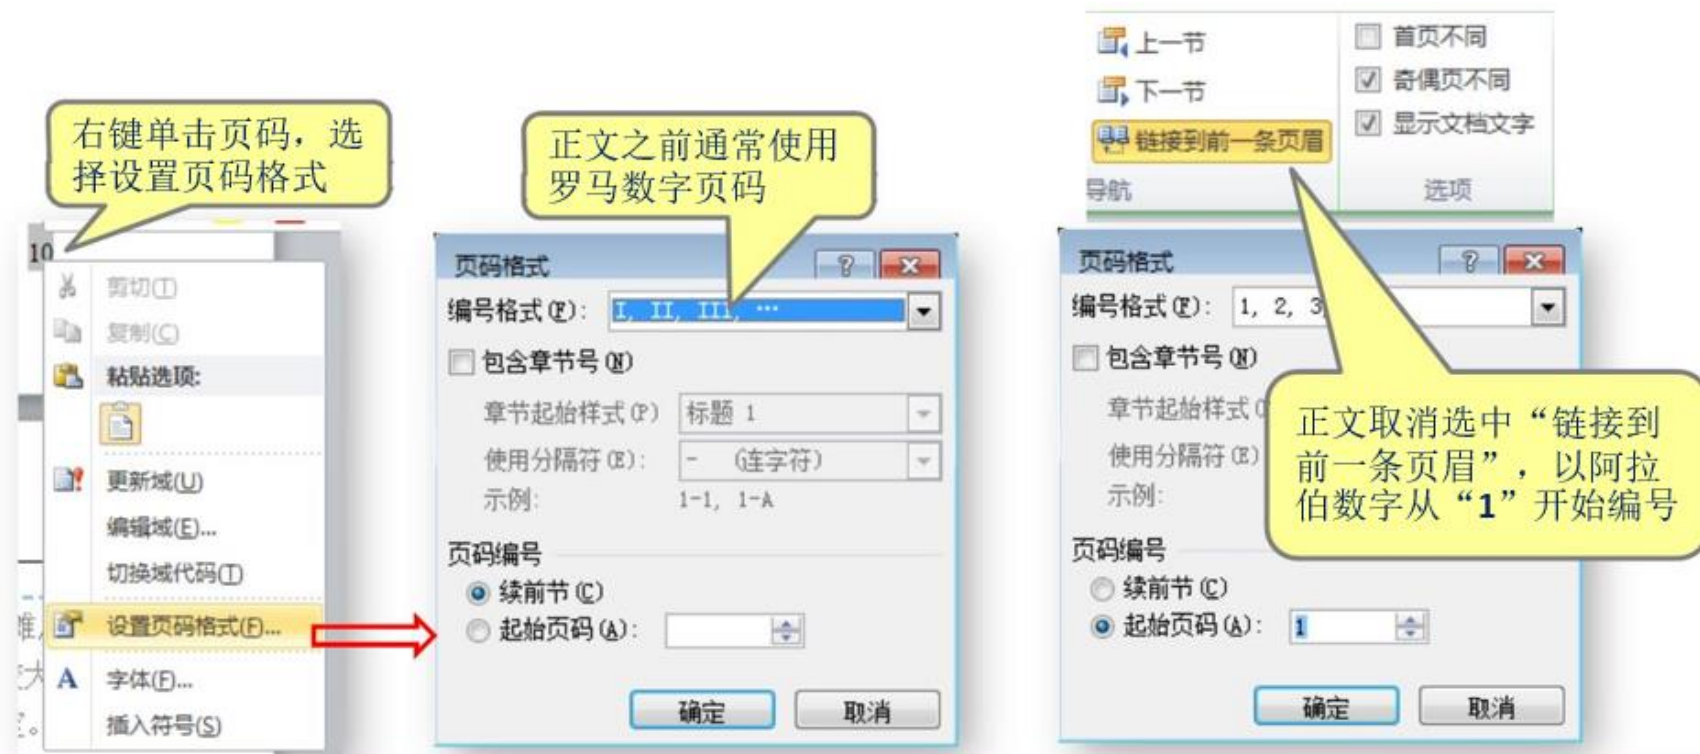 右键单击页码，选
择设置页码格式
10
剪切(T)
复制(C)
粘贴选项:
更新域(U)
编辑域(E)...
切换域代码(T)
设置页码格式(F)...
字体(F)...
插入符号(S)
正文之前通常使用
罗马数字页码
页码格式
编号格式(F): I, II, III, …
包含章节号(N)
章节起始样式(P) 标题 1
使用分隔符(E): - (连字符)
示例: 1-1, 1-A
页码编号
续前节(C)
起始页码(A):
确定 取消
上一节
下一节
链接到前一条页眉
导航
首页不同
奇偶页不同
显示文档文字
选项
页码格式
编号格式(F): 1, 2, 3
包含章节号(N)
章节起始样式
使用分隔符(E)
示例:
正文取消选中“链接到
前一条页眉”，以阿拉
伯数字从“1”开始编号
页码编号
续前节(C)
起始页码(A): 1
确定 取消